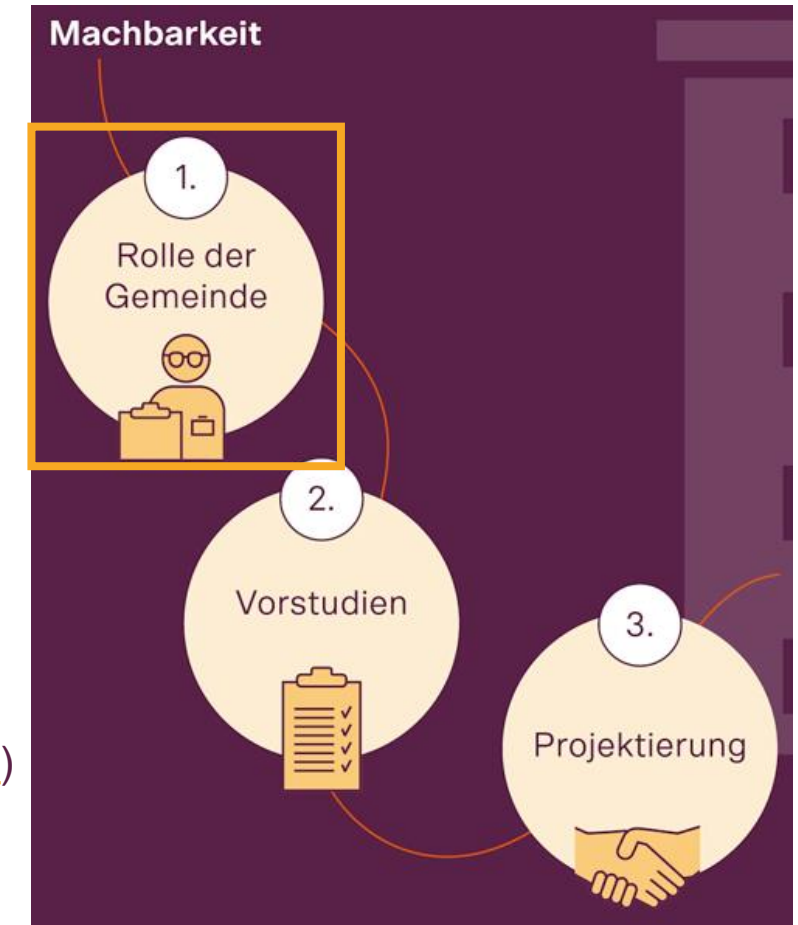 Machbarkeit
1.
Rolle der
Gemeinde
2.
Vorstudien
3.
Projektierung
)